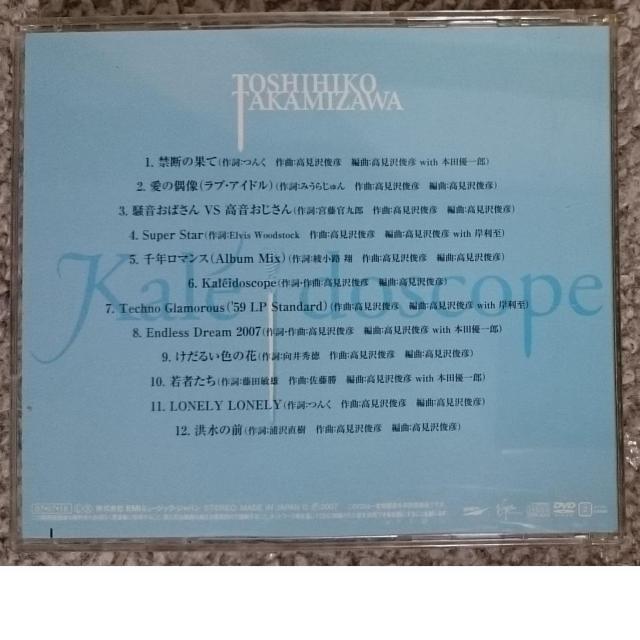 TOSHIHIKO
TAKAMIZAWA
1. 禁断の果て(作詞:つんく 作曲:高見沢俊彦 編曲:高見沢俊彦 with 本田優一郎)
2. 愛の偶像(ラブ・アイドル)(作詞:みうらじゅん 作曲:高見沢俊彦 編曲:高見沢俊彦)
3. 騒音おばさん VS 高音おじさん(作詞:宮藤官九郎 作曲:高見沢俊彦 編曲:高見沢俊彦)
4. Super Star(作詞:Elvis Woodstock 作曲:高見沢俊彦 編曲:高見沢俊彦 with 岸利至)
5. 千年ロマンス(Album Mix)(作詞:綾小路 翔 作曲:高見沢俊彦 編曲:高見沢俊彦)
6. Kaléidoscope(作詞・作曲:高見沢俊彦 編曲:高見沢俊彦)
Kaléidoscope
7. Techno Glamorous('59 LP Standard)(作詞・作曲:高見沢俊彦 編曲:高見沢俊彦 with 岸利至)
8. Endless Dream 2007(作詞・作曲:高見沢俊彦 編曲:高見沢俊彦 with 本田優一郎)
9. けだるい色の花(作詞:向井秀徳 作曲:高見沢俊彦 編曲:高見沢俊彦)
10. 若者たち(作詞:藤田敏雄 作曲:佐藤勝 編曲:高見沢俊彦 with 本田優一郎)
11. LONELY LONELY(作詞:つんく 作曲:高見沢俊彦 編曲:高見沢俊彦)
12. 洪水の前(作詞:浦沢直樹 作曲:高見沢俊彦 編曲:高見沢俊彦)
株式会社 EMIミュージック・ジャパン STEREO MADE IN JAPAN ©℗2007
Virgin
DVD
2